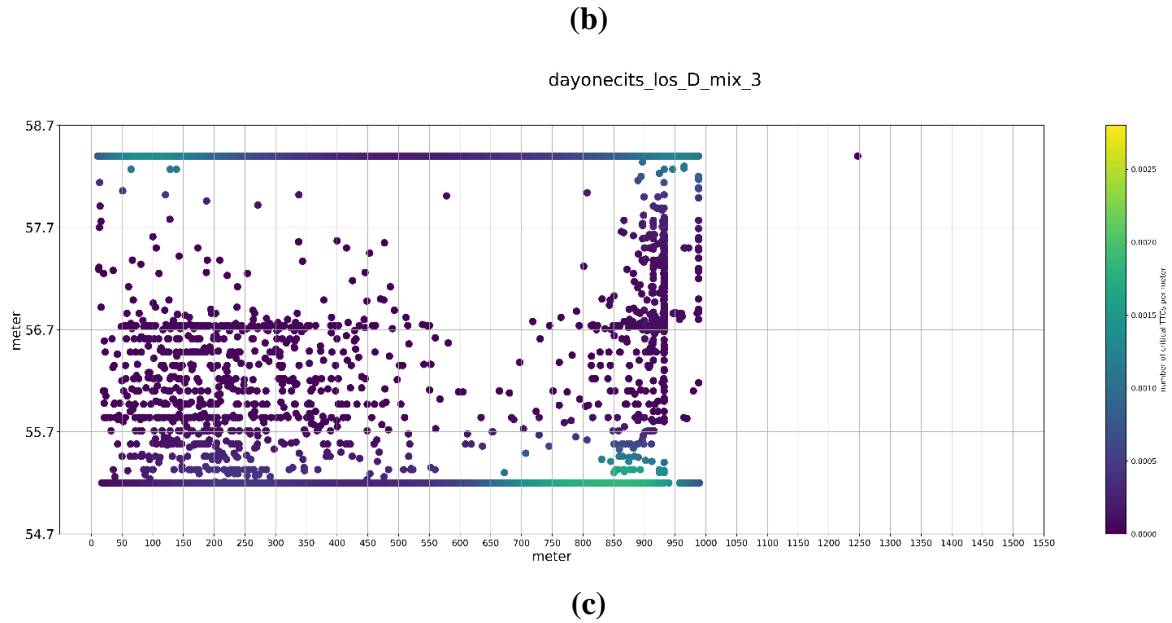 (b)
dayonecits_los_D_mix_3
58.7
57.7
56.7
55.7
54.7
meter
0 50 100 150 200 250 300 350 400 450 500 550 600 650 700 750 800 850 900 950 1000 1050 1100 1150 1200 1250 1300 1350 1400 1450 1500 1550
meter
0.0025
0.0020
0.0015
0.0010
0.0005
0.0000
number of critical TTCs per meter
(c)